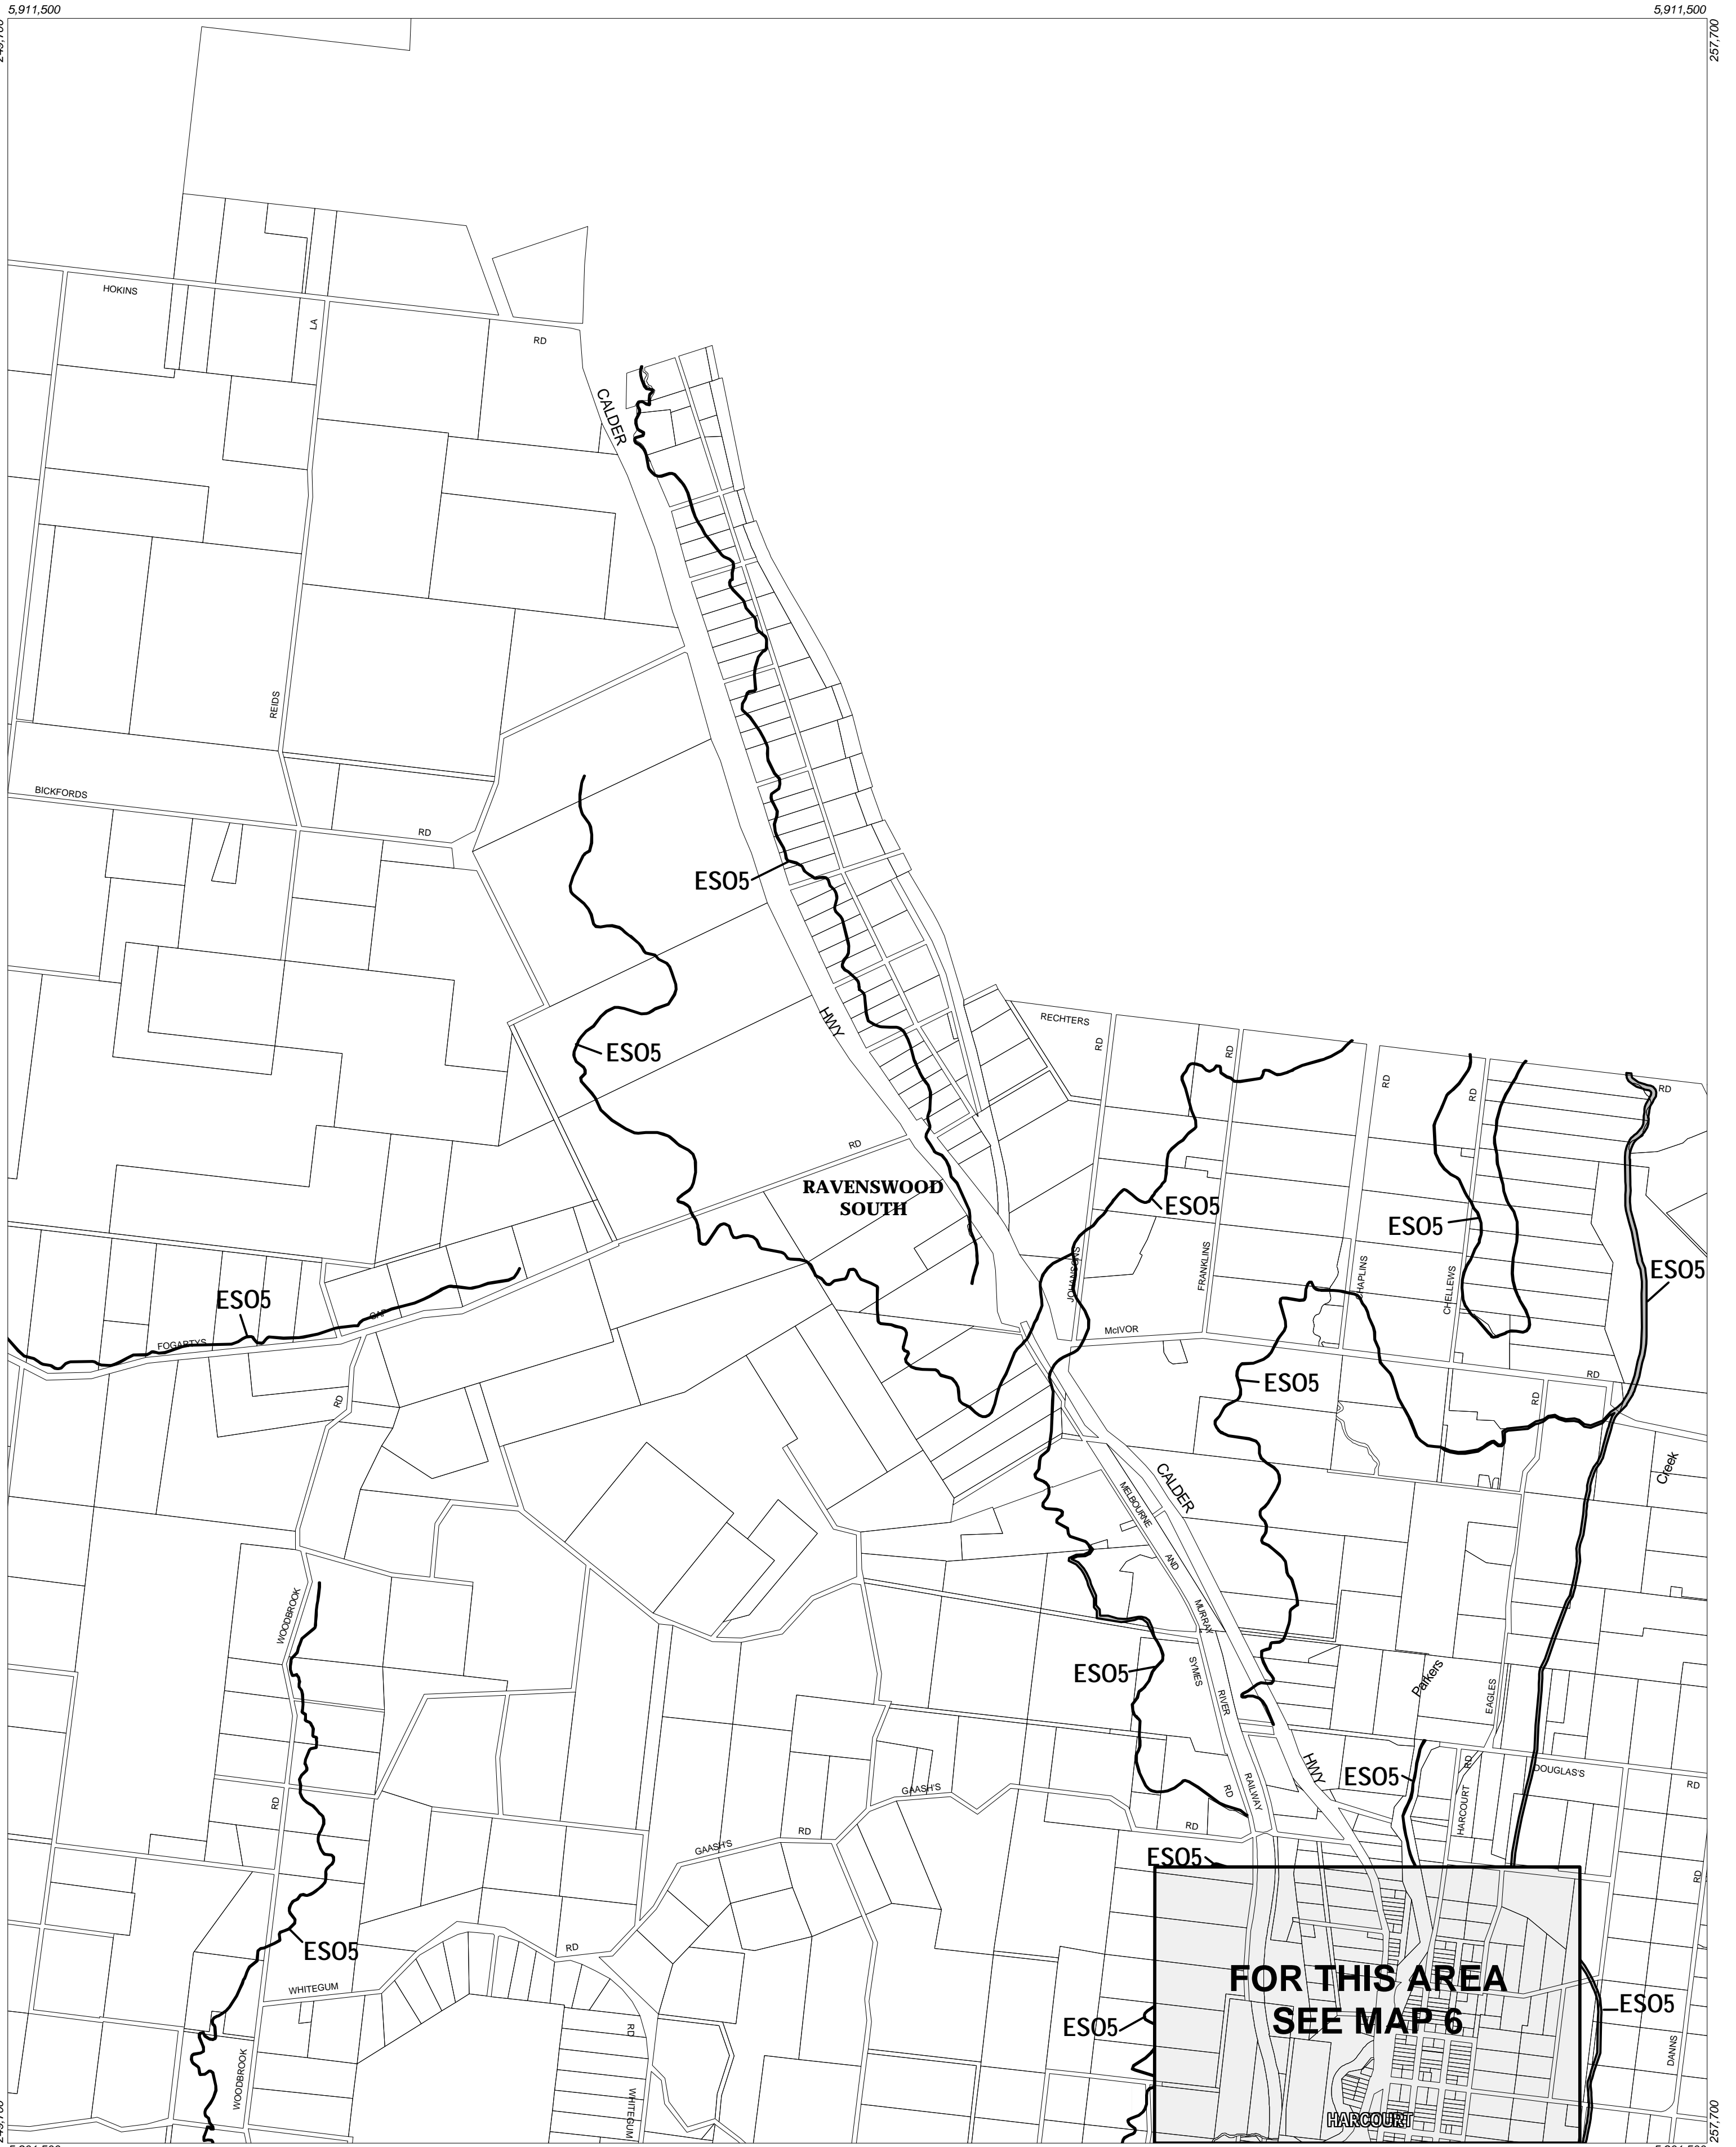 5,911,500
5,911,500
257,700
HOKINS
LA
RD
CALDER
REIDS
BICKFORDS
RD
ESO5
HWY
RECHTERS
RD
RD
ESO5
RD
RD
RD
RD
RAVENSWOOD
SOUTH
ESO5
ESO5
ESO5
JOHANSONS
FRANKLINS
CHAPLINS
CHELLEWS
ESO5
GAP
FOGARTYS
McIVOR
RD
ESO5
RD
RD
Creek
CALDER
MELBOURNE
AND
MURRAY
WOODBROOK
ESO5
SYMES
RIVER
Parkers
EAGLES
HWY
ESO5
RD
DOUGLAS'S
RD
GAASH'S
RAILWAY
RD
HARCOURT
RD
RD
GAASH'S
RD
ESO5
RD
ESO5
RD
WHITEGUM
FOR THIS AREA
SEE MAP 6
ESO5
ESO5
RD
DANNS
WOODBROOK
WHITEGUM
HARCOURT
257,700